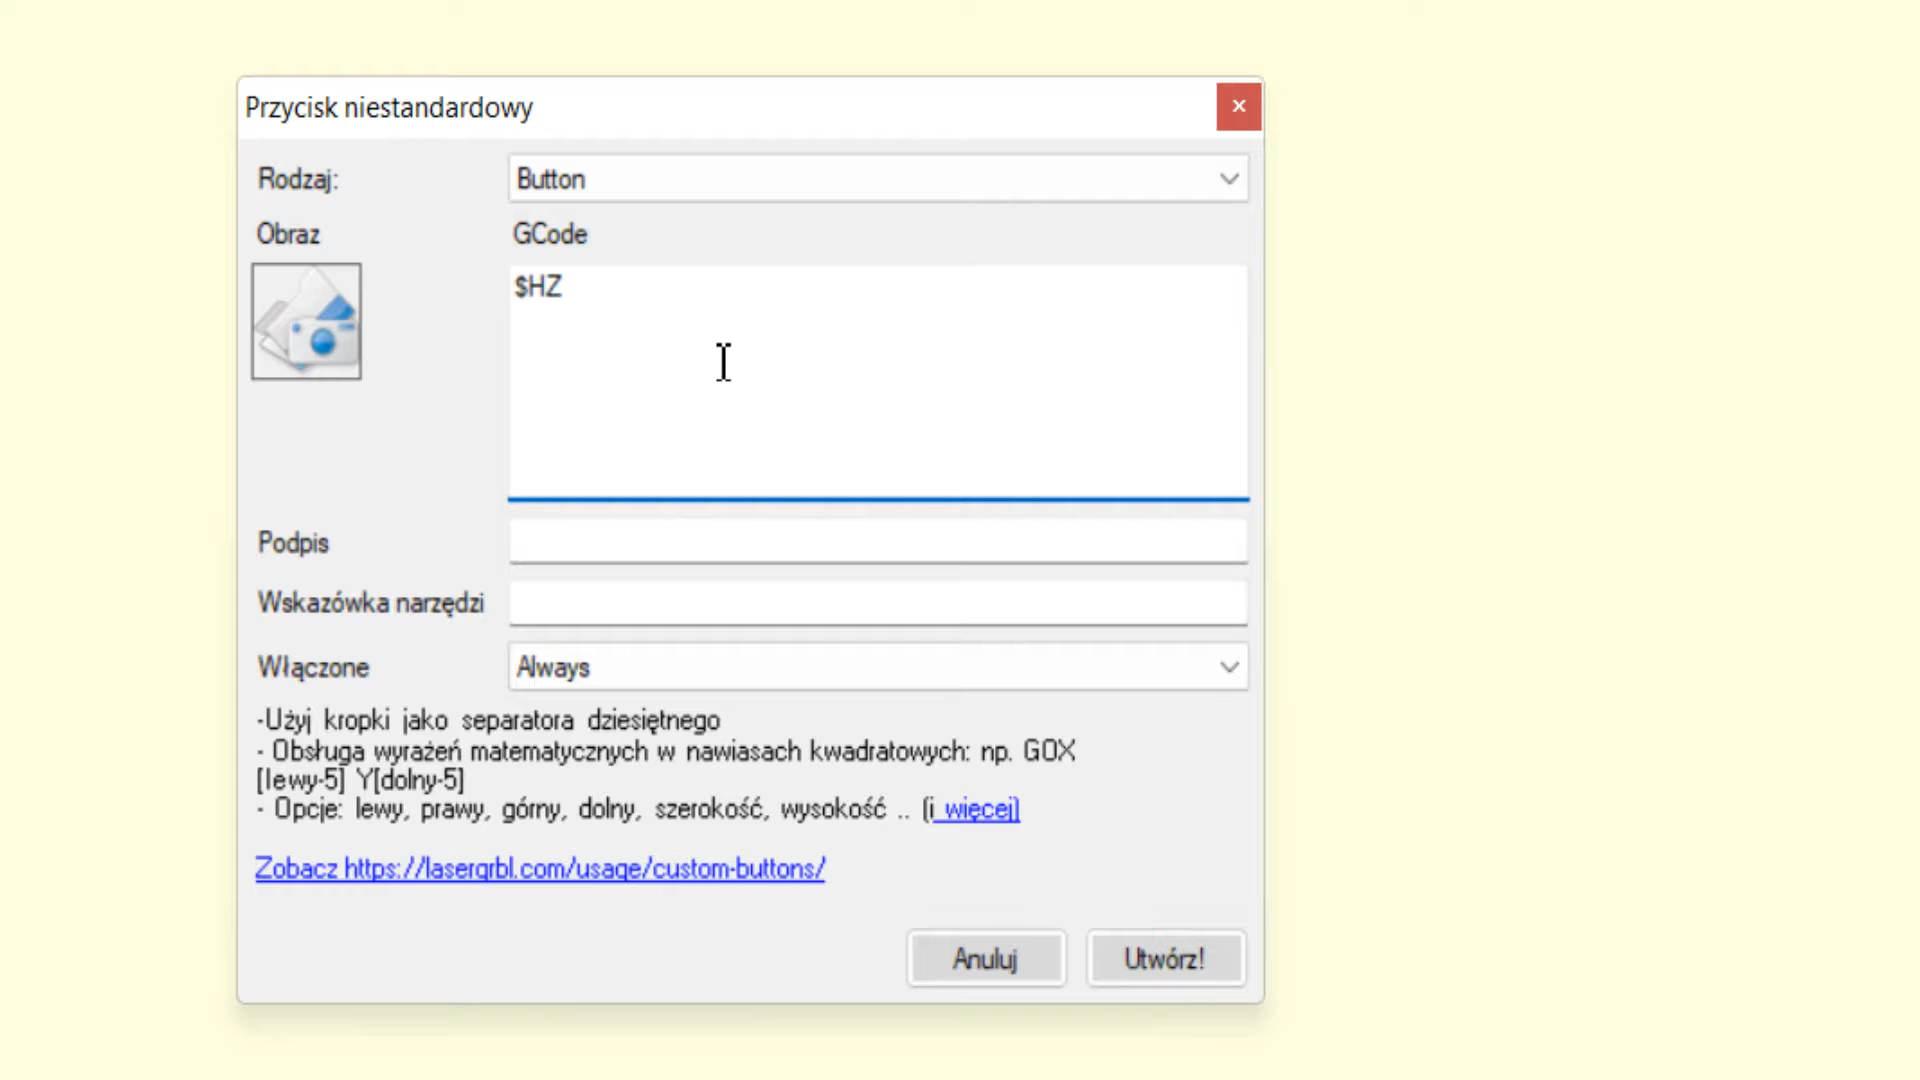 Przycisk niestandardowy
Rodzaj:
Button
Obraz
GCode
$HZ
Podpis
Wskazówka narzędzi
Włączone
Always
-Użyj kropki jako separatora dziesiętnego
- Obsługa wyrażeń matematycznych w nawiasach kwadratowych: np. G0X
[lewy-5] Y[dolny-5]
- Opcje: lewy, prawy, górny, dolny, szerokość, wysokość .. (i więcej)
Zobacz https://lasergrbl.com/usage/custom-buttons/
Anuluj
Utwórz!